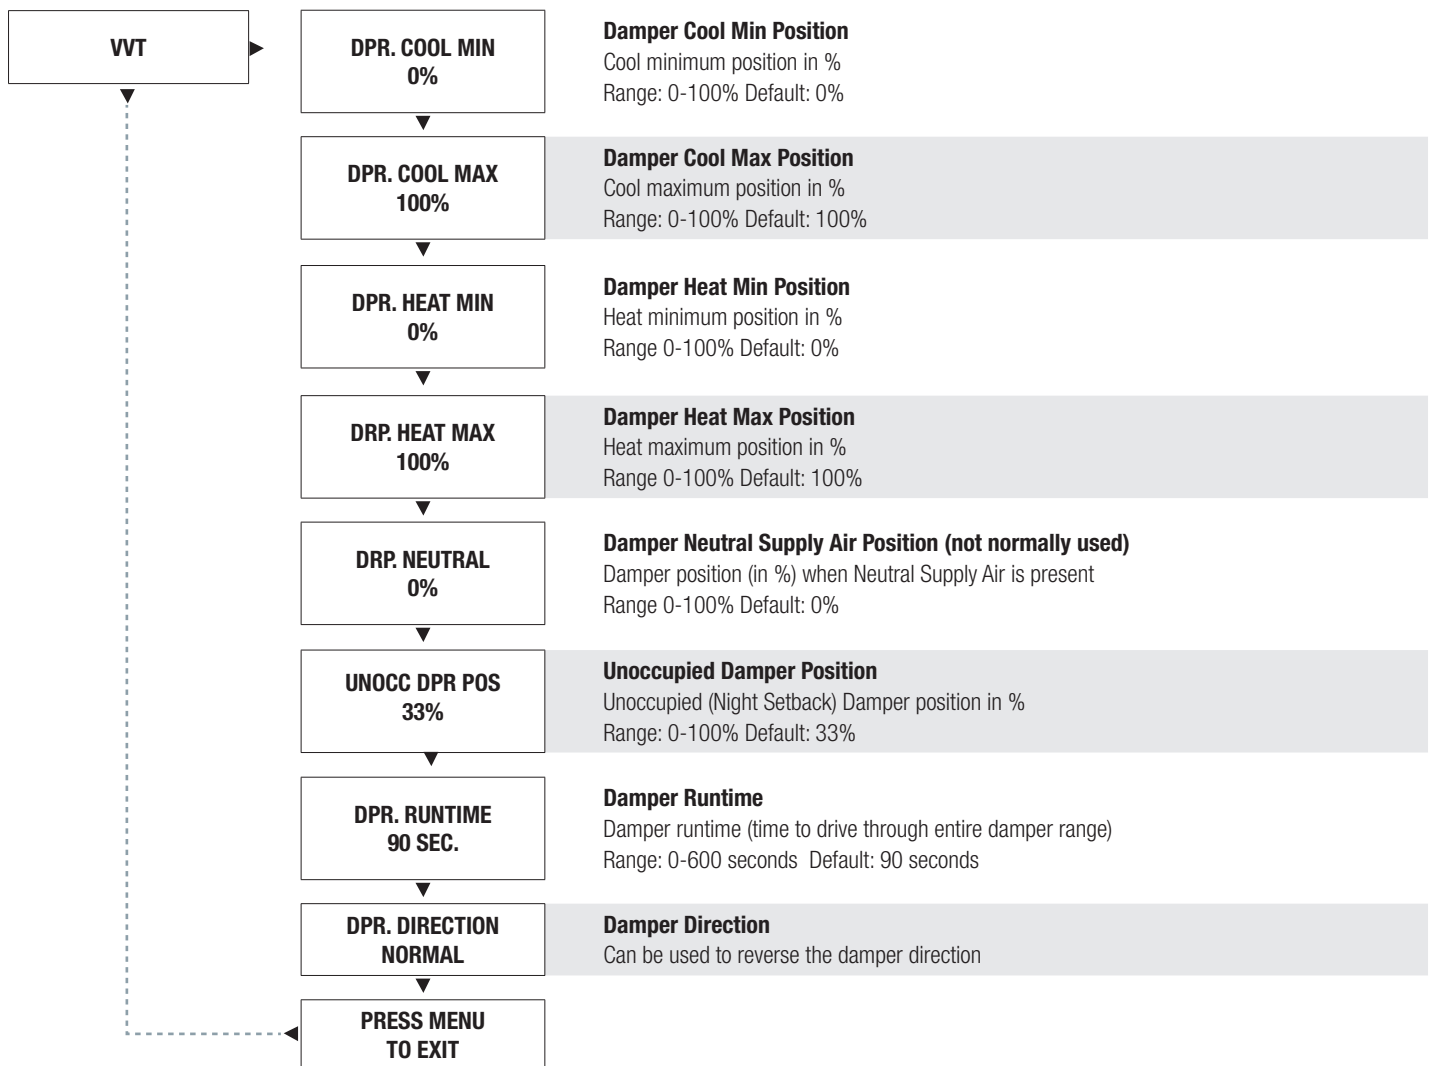 VVT
DPR. COOL MIN
0%
Damper Cool Min Position
Cool minimum position in %
Range: 0-100% Default: 0%
DPR. COOL MAX
100%
Damper Cool Max Position
Cool maximum position in %
Range: 0-100% Default: 100%
DPR. HEAT MIN
0%
Damper Heat Min Position
Heat minimum position in %
Range 0-100% Default: 0%
DRP. HEAT MAX
100%
Damper Heat Max Position
Heat maximum position in %
Range 0-100% Default: 100%
DRP. NEUTRAL
0%
Damper Neutral Supply Air Position (not normally used)
Damper position (in %) when Neutral Supply Air is present
Range 0-100% Default: 0%
UNOCC DPR POS
33%
Unoccupied Damper Position
Unoccupied (Night Setback) Damper position in %
Range: 0-100% Default: 33%
DPR. RUNTIME
90 SEC.
Damper Runtime
Damper runtime (time to drive through entire damper range)
Range: 0-600 seconds  Default: 90 seconds
DPR. DIRECTION
NORMAL
Damper Direction
Can be used to reverse the damper direction
PRESS MENU
TO EXIT